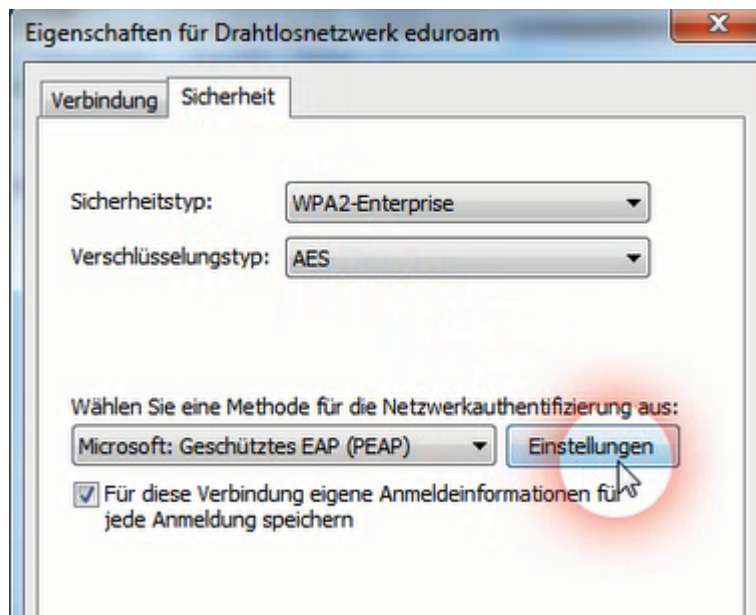 Eigenschaften für Drahtlosnetzwerk eduroam
Verbindung Sicherheit
Sicherheitstyp: WPA2-Enterprise
Verschlüsselungstyp: AES
Wählen Sie eine Methode für die Netzwerkauthentifizierung aus:
Microsoft: Geschütztes EAP (PEAP) Einstellungen
Für diese Verbindung eigene Anmeldeinformationen für
jede Anmeldung speichern